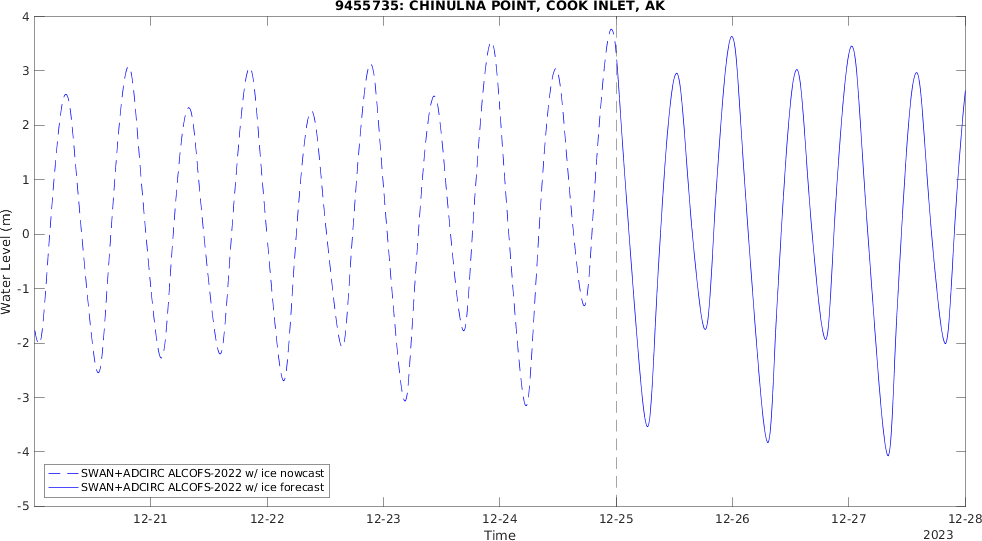 9455735: CHINULNA POINT, COOK INLET, AK
4
3
2
1
0
-1
-2
-3
-4
-5
Water Level (m)
SWAN+ADCIRC ALCOFS-2022 w/ ice nowcast
SWAN+ADCIRC ALCOFS-2022 w/ ice forecast
12-21 12-22 12-23 12-24 12-25 12-26 12-27 12-28
Time
2023